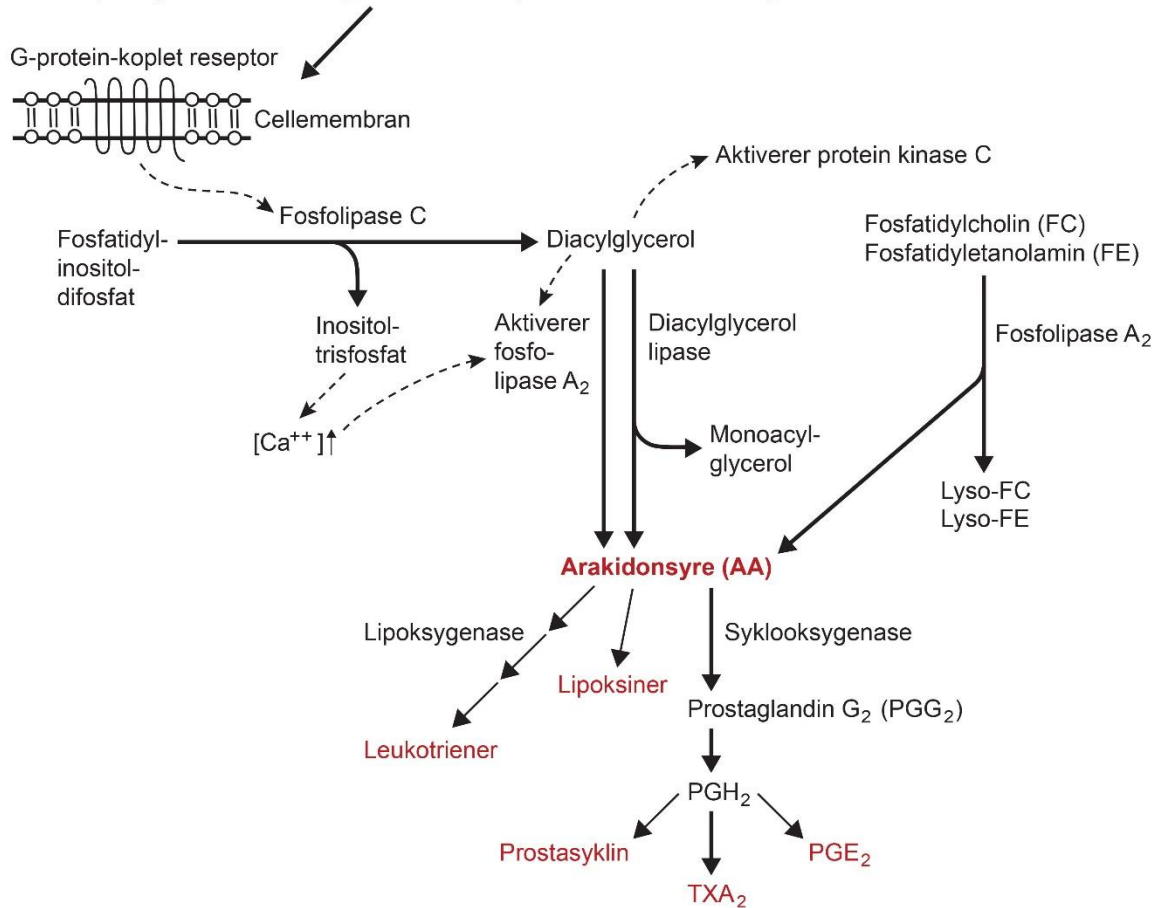 G-protein-koplet reseptor
Cellemembran
Aktiverer protein kinase C
Fosfolipase C
Fosfatidyl-
inositol-
difosfat
Diacylglycerol
Fosfatidylcholin (FC)
Fosfatidyletanolamin (FE)
Inositol-
trisfosfat
Aktiverer
fosfo-
lipase A₂
Diacylglycerol
lipase
Fosfolipase A₂
[Ca⁺⁺]↑
Monoacyl-
glycerol
Lyso-FC
Lyso-FE
Arakidonsyre (AA)
Lipoksygenase
Syklooksygenase
Lipoksiner
Prostaglandin G₂ (PGG₂)
Leukotriener
PGH₂
Prostasyklin
PGE₂
TXA₂